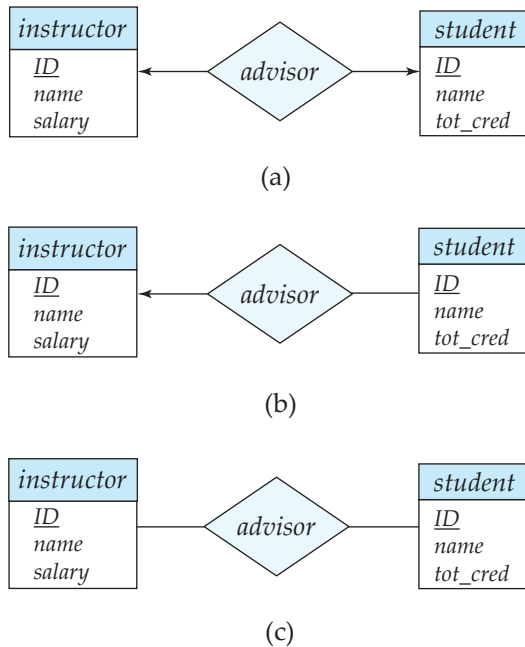 instructor
ID
name
salary
advisor
student
ID
name
tot_cred
(a)
instructor
ID
name
salary
advisor
student
ID
name
tot_cred
(b)
instructor
ID
name
salary
advisor
student
ID
name
tot_cred
(c)